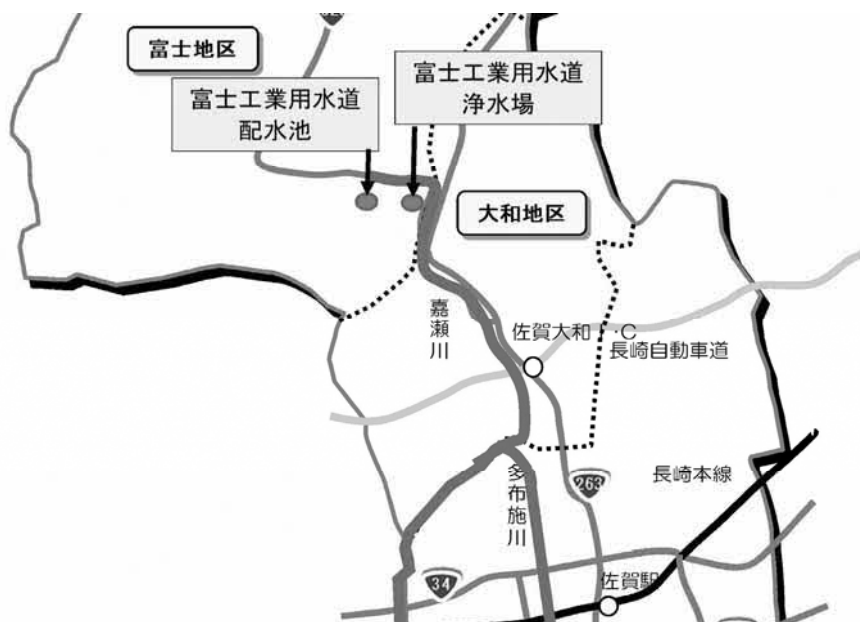 富士地区
富士工業用水道
配水池
富士工業用水道
浄水場
大和地区
嘉瀬川
佐賀大和
・C
長崎自動車道
多布施川
263
長崎本線
34
佐賀駅